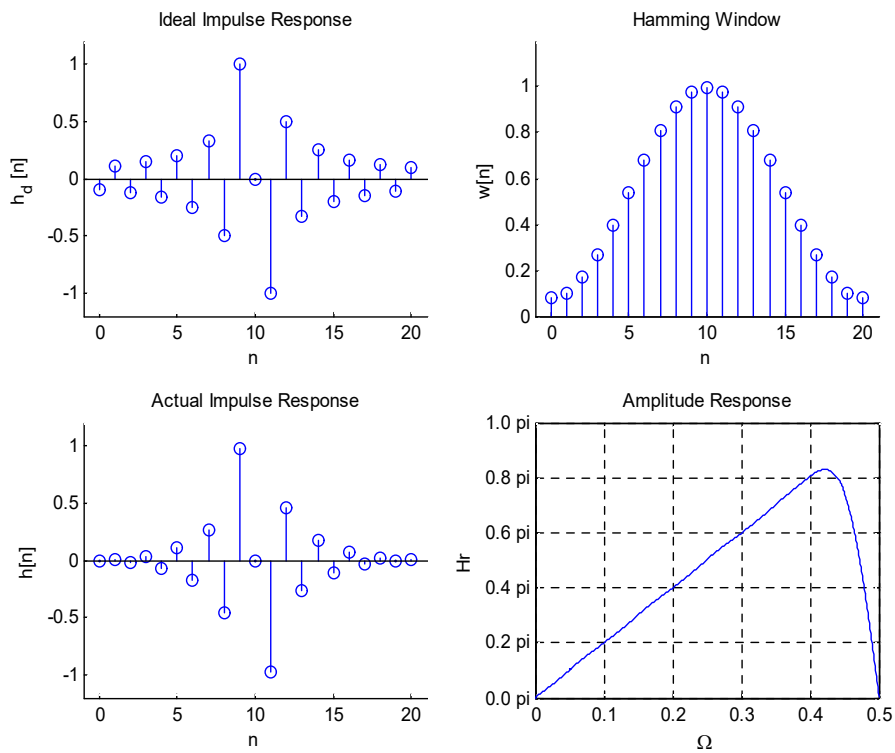 Ideal Impulse Response
1
0.5
0
-0.5
-1
h_d [n]
0 5 10 15 20
n
Hamming Window
1
0.8
0.6
0.4
0.2
0
w[n]
0 5 10 15 20
n
Actual Impulse Response
1
0.5
0
-0.5
-1
h[n]
0 5 10 15 20
n
Amplitude Response
1.0 pi
0.8 pi
0.6 pi
0.4 pi
0.2 pi
0.0 pi
Hr
0 0.1 0.2 0.3 0.4 0.5
Ω